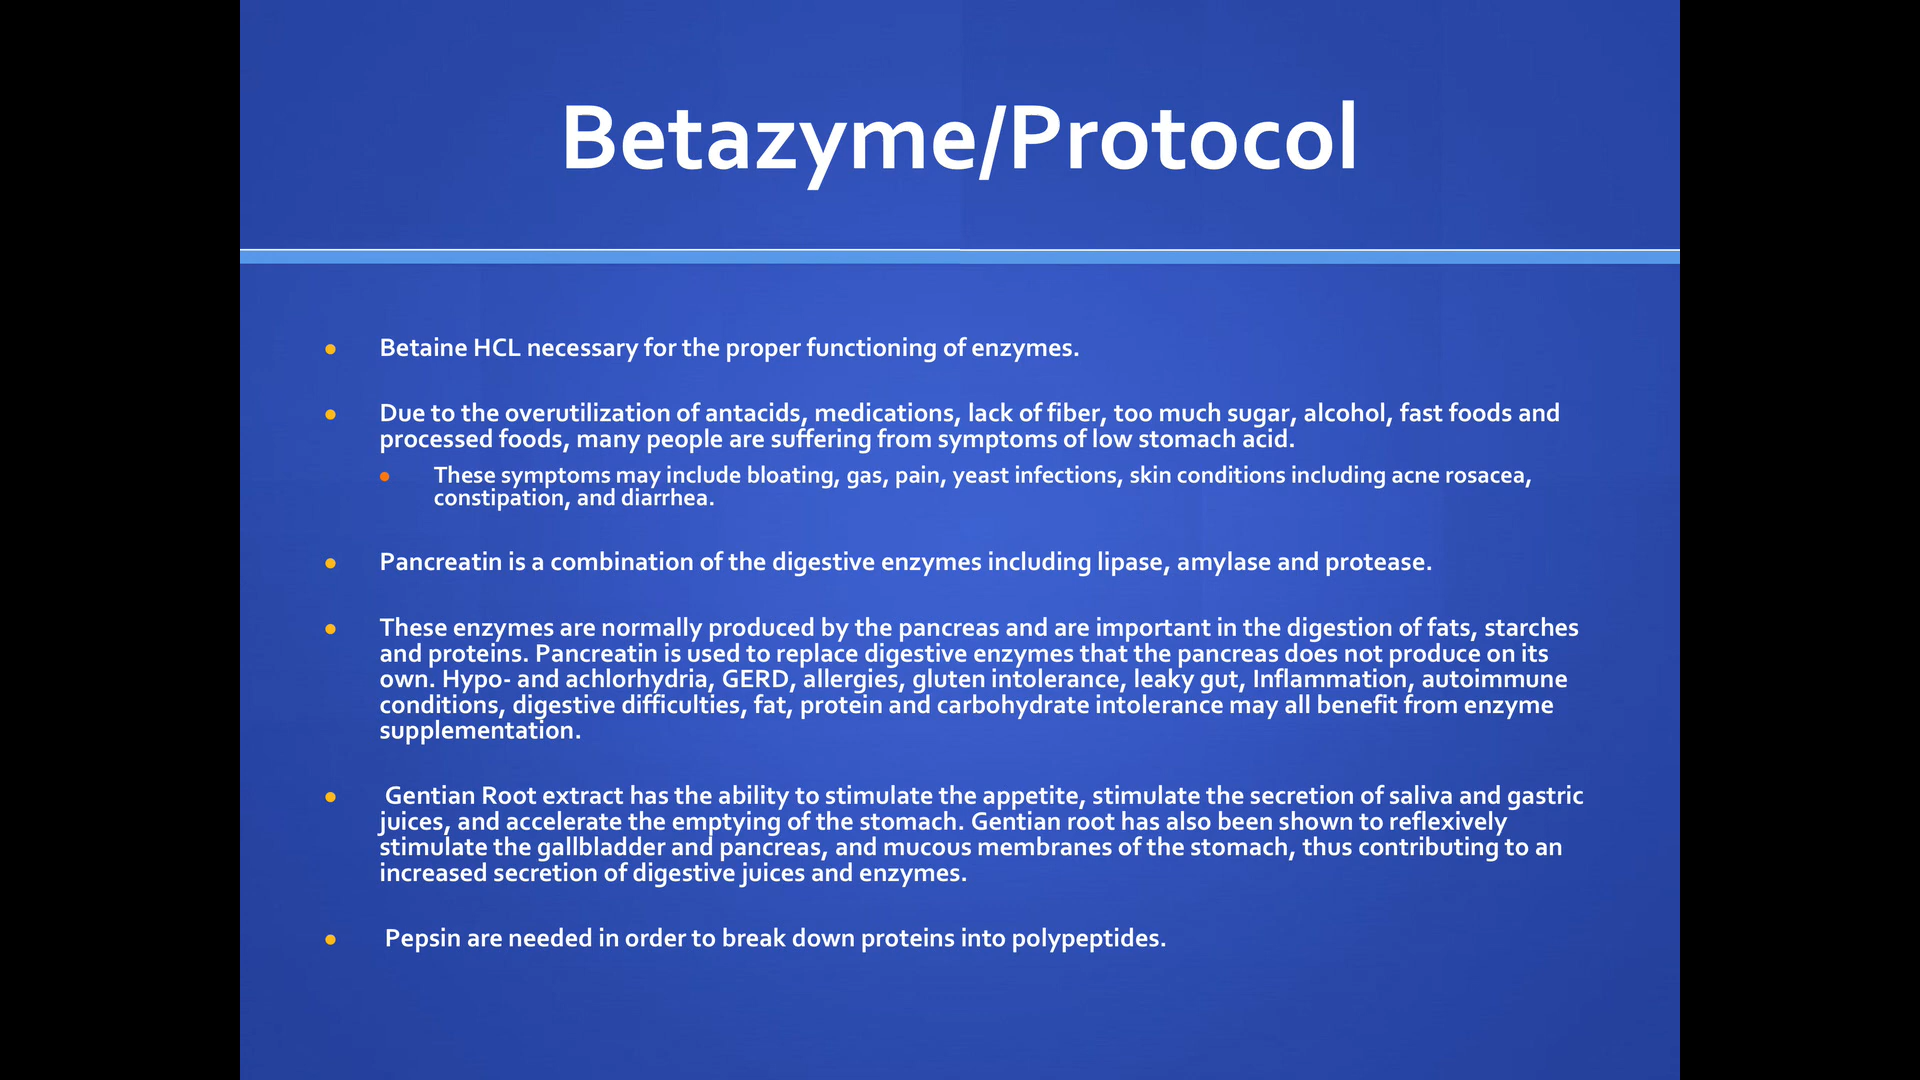 Betazyme/Protocol
Betaine HCL necessary for the proper functioning of enzymes.
Due to the overutilization of antacids, medications, lack of fiber, too much sugar, alcohol, fast foods and
processed foods, many people are suffering from symptoms of low stomach acid.
These symptoms may include bloating, gas, pain, yeast infections, skin conditions including acne rosacea,
constipation, and diarrhea.
Pancreatin is a combination of the digestive enzymes including lipase, amylase and protease.
These enzymes are normally produced by the pancreas and are important in the digestion of fats, starches
and proteins. Pancreatin is used to replace digestive enzymes that the pancreas does not produce on its
own. Hypo- and achlorhydria, GERD, allergies, gluten intolerance, leaky gut, Inflammation, autoimmune
conditions, digestive difficulties, fat, protein and carbohydrate intolerance may all benefit from enzyme
supplementation.
Gentian Root extract has the ability to stimulate the appetite, stimulate the secretion of saliva and gastric
juices, and accelerate the emptying of the stomach. Gentian root has also been shown to reflexively
stimulate the gallbladder and pancreas, and mucous membranes of the stomach, thus contributing to an
increased secretion of digestive juices and enzymes.
Pepsin are needed in order to break down proteins into polypeptides.